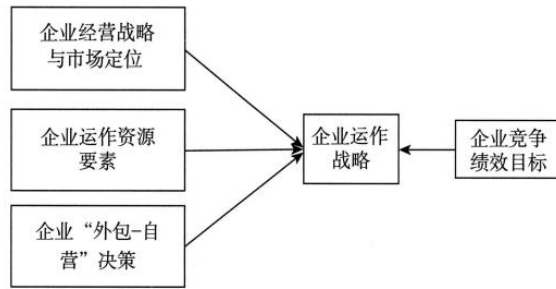 企业经营战略
与市场定位
企业运作资源
要素
企业“外包-自
营”决策
企业运作
战略
企业竞争
绩效目标